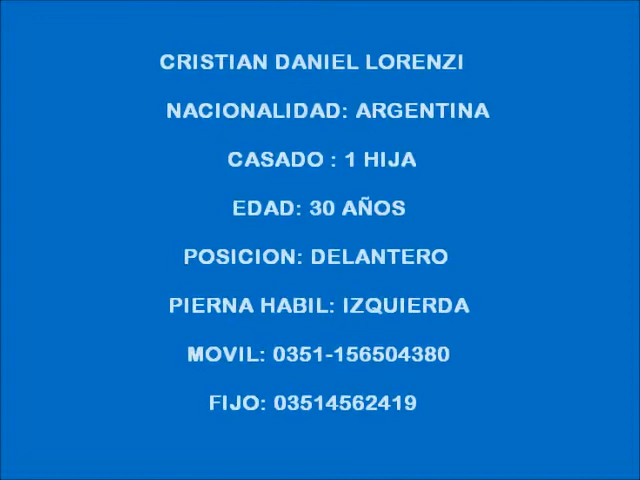 CRISTIAN DANIEL LORENZI
NACIONALIDAD: ARGENTINA
CASADO : 1 HIJA
EDAD: 30 AÑOS
POSICION: DELANTERO
PIERNA HABIL: IZQUIERDA
MOVIL: 0351-156504380
FIJO: 03514562419